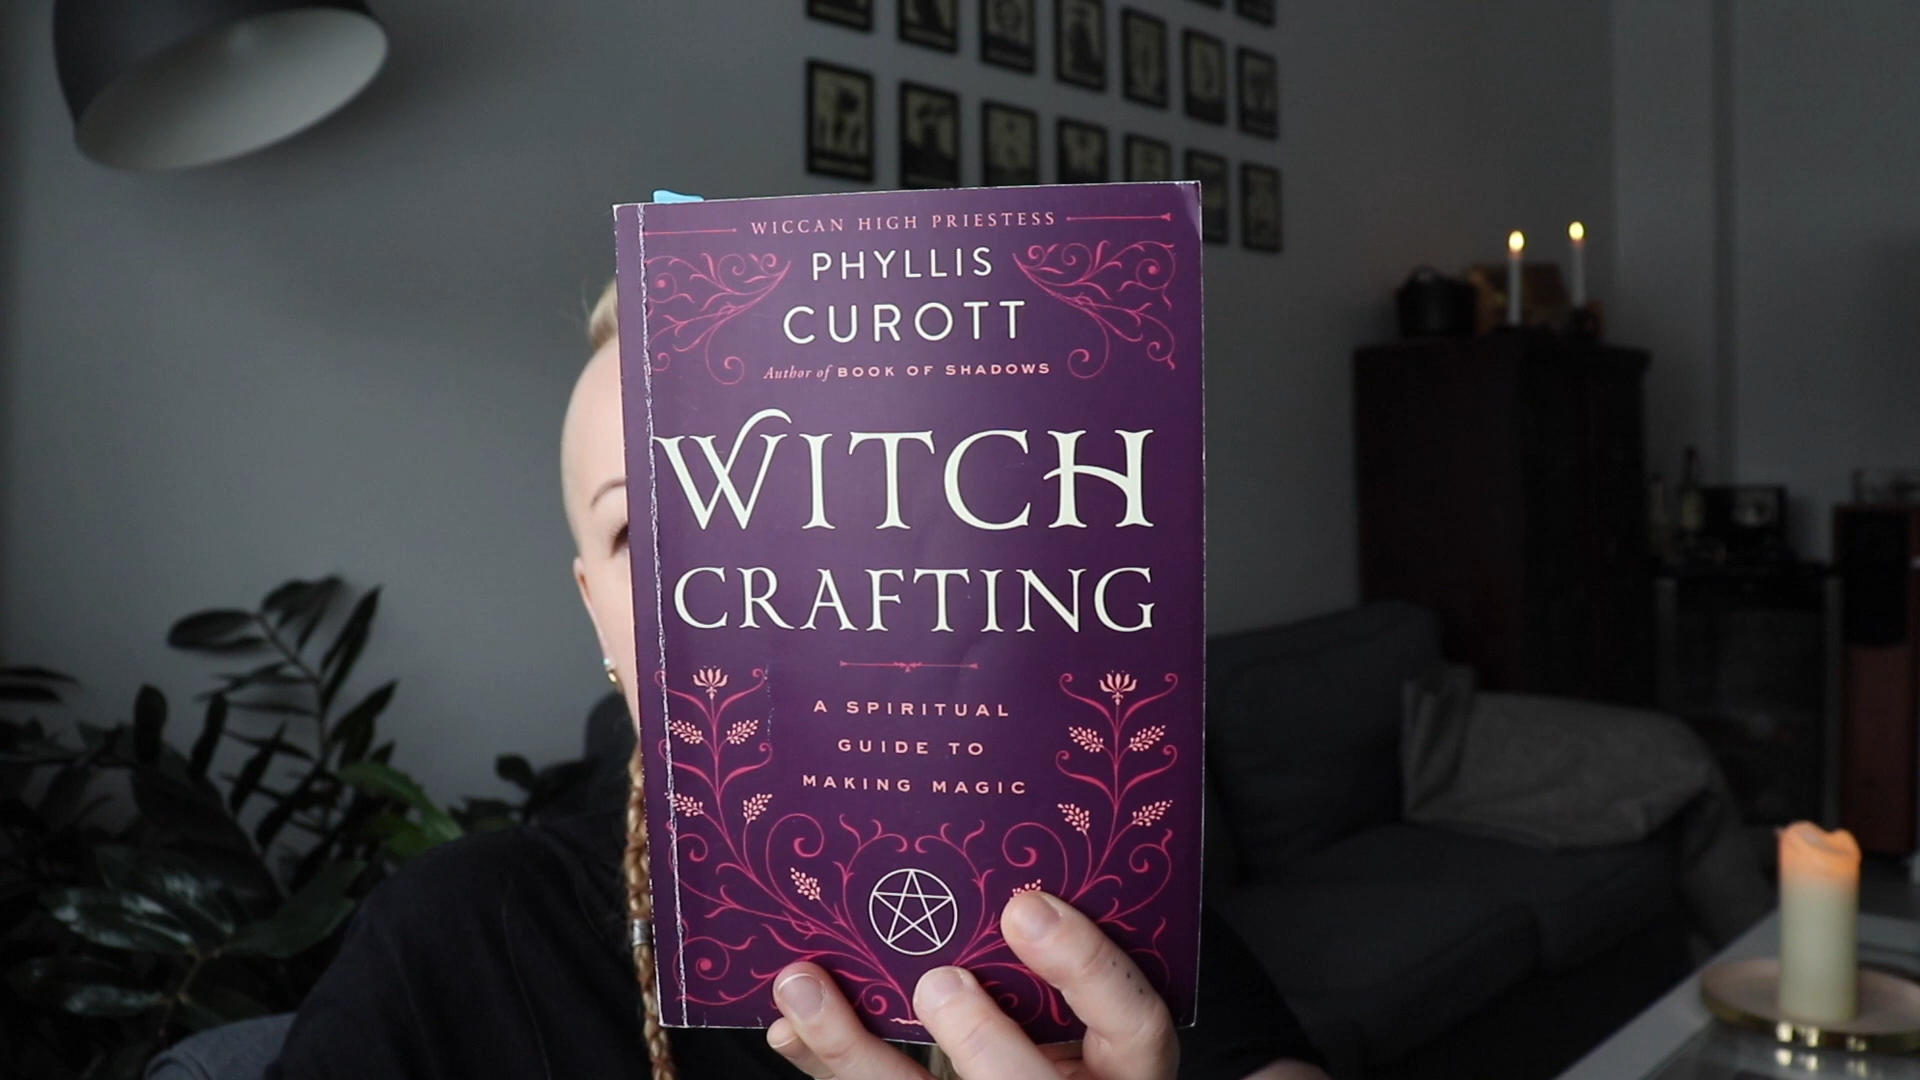 WICCAN HIGH PRIESTESS
PHYLLIS
CUROTT
Author of BOOK OF SHADOWS
WITCH
CRAFTING
A SPIRITUAL
GUIDE TO
MAKING MAGIC